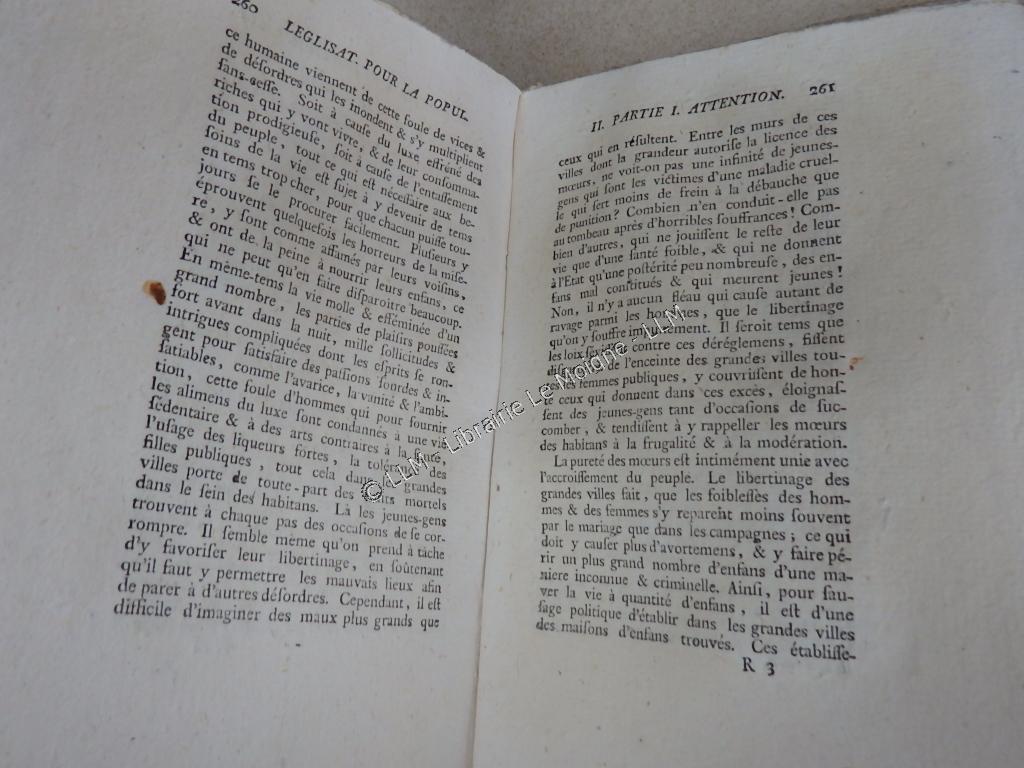 260
LEGLISAT. POUR LA POPUL.
ce humaine viennent de cette foule de vices &
de déſordres qui les inondent & s'y multiplient
ſans-ceſſe. Soit à cauſe du luxe effréné des
riches qui y vont vivre, & de leur conſomma-
tion prodigieuſe, ſoit à cauſe de l'entaſſement
du peuple, tout ce qui eſt néceſſaire aux be-
ſoins de la vie eſt ſujet à y devenir de tems
en tems trop cher, pour que chacun puiſſe tou-
jours ſe le procurer facilement. Pluſieurs y
éprouvent quelquefois les horreurs de la miſe-
re, y ſont comme affamés par leurs voiſins,
& ont de la peine à nourrir leurs enfans, ce
qui ne peut qu'en faire diſparoitre beaucoup.
En même-tems la vie molle & efféminée d'un
grand nombre, les parties de plaiſirs pouſſées
fort avant dans la nuit, mille ſollicitudes &
intrigues compliquées dont les eſprits ſe ron-
gent pour ſatisfaire des paſſions ſourdes & in-
ſatiables, comme l'avarice, la vanité & l'ambi-
tion, cette foule d'hommes qui pour fournir
les alimens du luxe ſont condannés à une vie
ſédentaire & à des arts contraires à la ſanté,
l'uſage des liqueurs fortes, la tolérance des
filles publiques, tout cela dans les grandes
villes porte de toute-part des mortels
dans le ſein des habitans. Là les jeunes-gens
trouvent à chaque pas des occaſions de ſe cor-
rompre. Il ſemble même qu'on prend à tâche
d'y favoriſer leur libertinage, en ſoutenant
qu'il faut y permettre les mauvais lieux afin
de parer à d'autres déſordres. Cependant, il eſt
difficile d'imaginer des maux plus grands que
II. PARTIE I. ATTENTION. 261
ceux qui en réſultent. Entre les murs de ces
villes dont la grandeur autoriſe la licence des
mœurs, ne voit-on pas une infinité de jeunes-
gens qui ſont les victimes d'une maladie cruel-
le qui ſert moins de frein à la débauche que
de punition? Combien n'en conduit-elle pas
au tombeau après d'horribles ſouffrances! Com-
bien d'autres, qui ne jouiſſent le reſte de leur
vie que d'une ſanté foible, & qui ne donnent
à l'Etat qu'une poſtérité peu nombreuſe, des en-
fans mal conſtitués & qui meurent jeunes!
Non, il n'y a aucun fléau qui cauſe autant de
ravage parmi les hommes, que le libertinage
qu'on y ſouffre impunément. Il ſeroit tems que
les loix ſévi contre ces déréglemens, fiſſent
diſparoitre de l'enceinte des grandes villes tou-
ces femmes publiques, y couvriſſent de hon-
te ceux qui donnent dans ces excès, éloignaſ-
ſent des jeunes-gens tant d'occaſions de ſuc-
comber, & tendiſſent à y rappeller les mœurs
des habitans à la frugalité & à la modération.
La pureté des mœurs eſt intimément unie avec
l'accroiſſement du peuple. Le libertinage des
grandes villes fait, que les foibleſſes des hom-
mes & des femmes s'y reparent moins ſouvent
par le mariage que dans les campagnes; ce qui
doit y cauſer plus d'avortemens, & y faire pé-
rir un plus grand nombre d'enfans d'une ma-
niere inconnue & criminelle. Ainſi, pour ſau-
ver la vie à quantité d'enfans, il eſt d'une
ſage politique d'établir dans les grandes villes
des maiſons d'enfans trouvés. Ces établiſſe-
R 3
© LLM - Librairie Le Moigne - LLM